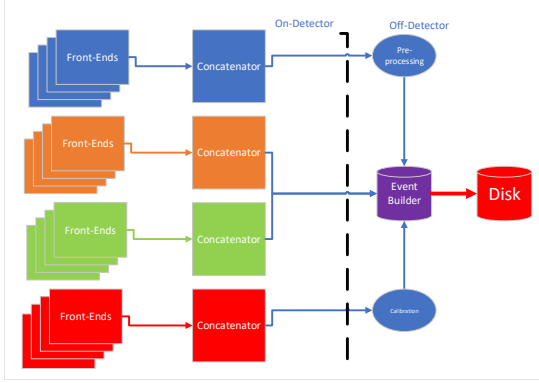 On-Detector
Off-Detector
Front-Ends
Concatenator
Pre-
processing
Front-Ends
Concatenator
Event
Builder
Disk
Front-Ends
Concatenator
Front-Ends
Concatenator
Calibration